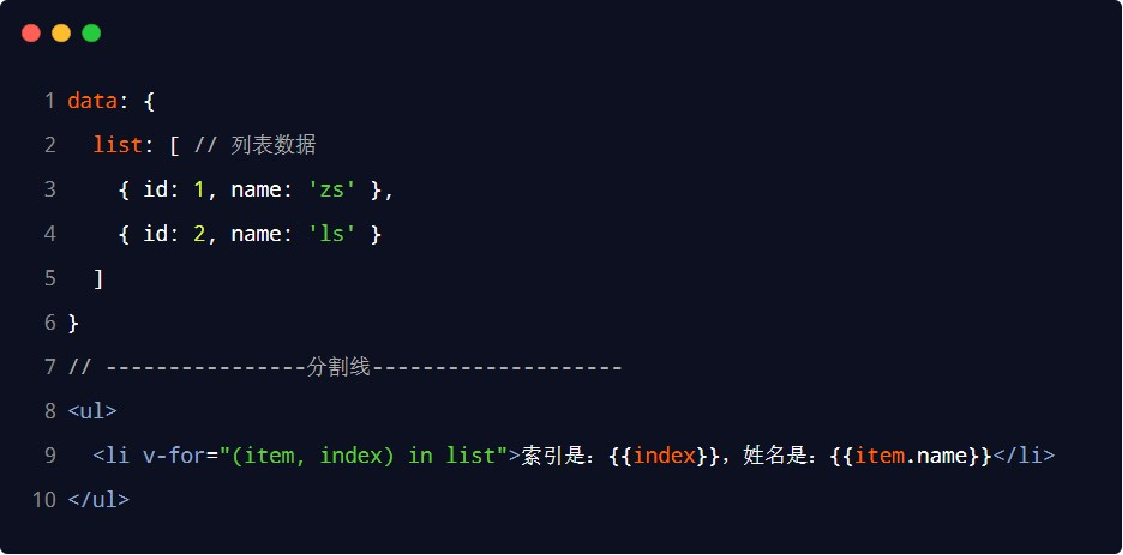 1 data: {
2   list: [ // 列表数据
3     { id: 1, name: 'zs' },
4     { id: 2, name: 'ls' }
5   ]
6 }
7 // ----------------分割线--------------------
8 <ul>
9   <li v-for="(item, index) in list">索引是：{{index}}，姓名是：{{item.name}}</li>
10 </ul>